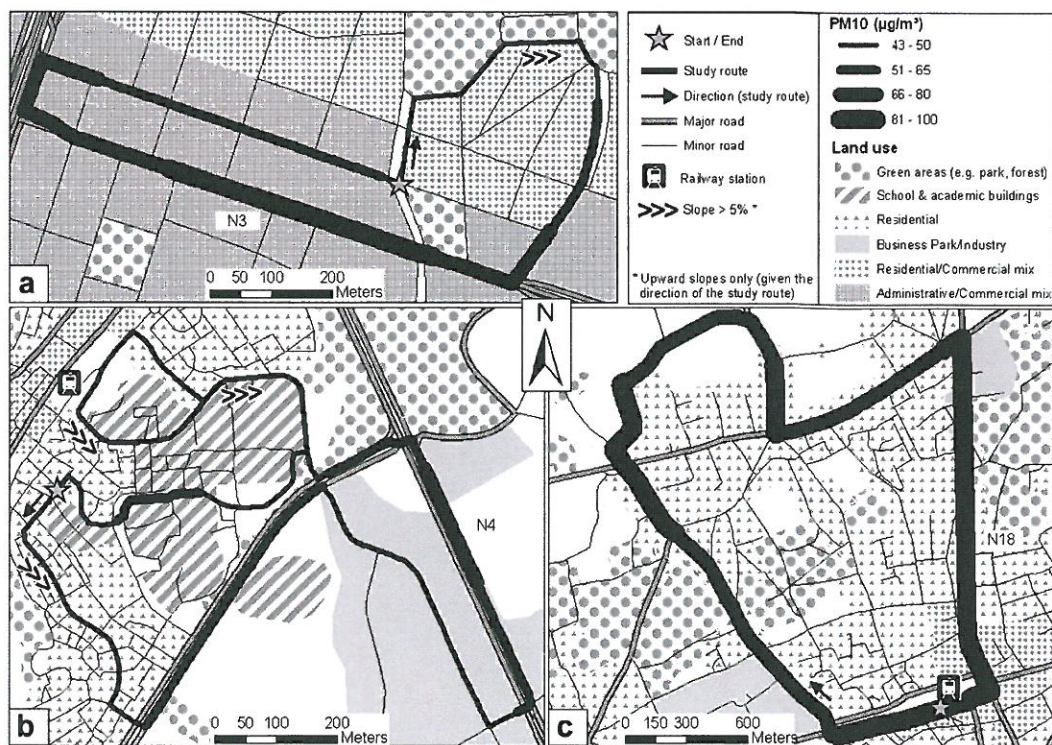 N3
a
0 50 100 200
Meters
Start / End
Study route
Direction (study route)
Major road
Minor road
Railway station
Slope > 5% *
* Upward slopes only (given the
direction of the study route)
PM10 (µg/m³)
43 - 50
51 - 65
66 - 80
81 - 100
Land use
Green areas (e.g. park, forest)
School & academic buildings
Residential
Business Park/Industry
Residential/Commercial mix
Administrative/Commercial mix
N
N4
b
0 50 100 200
Meters
N18
c
0 150 300 600
Meters